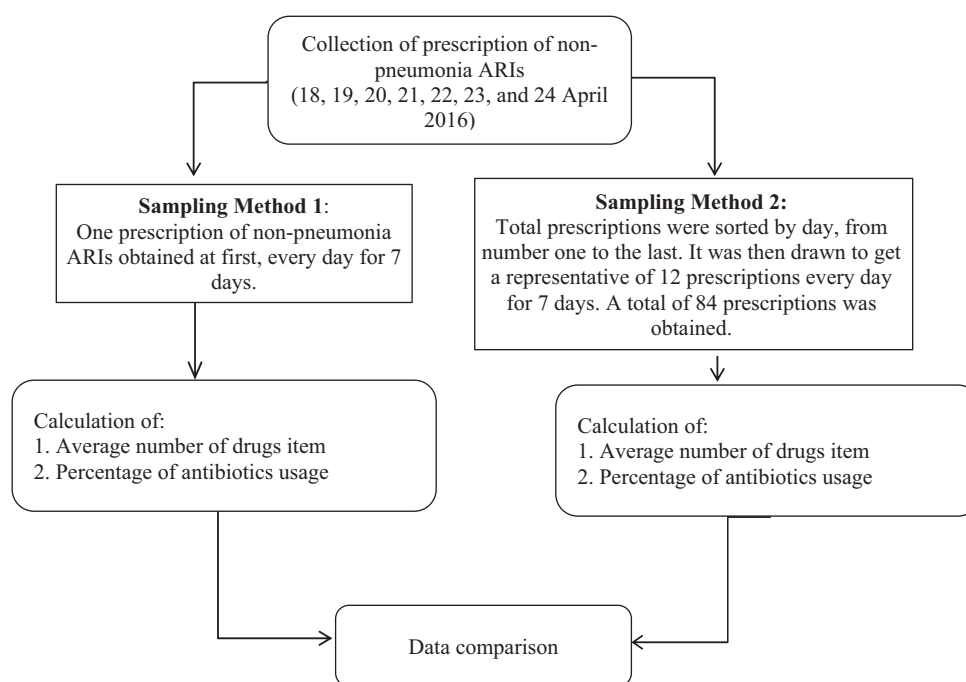 Collection of prescription of non-
pneumonia ARIs
(18, 19, 20, 21, 22, 23, and 24 April
2016)
Sampling Method 1:
One prescription of non-pneumonia
ARIs obtained at first, every day for 7
days.
Sampling Method 2:
Total prescriptions were sorted by day, from
number one to the last. It was then drawn to get
a representative of 12 prescriptions every day
for 7 days. A total of 84 prescriptions was
obtained.
Calculation of:
1. Average number of drugs item
2. Percentage of antibiotics usage
Calculation of:
1. Average number of drugs item
2. Percentage of antibiotics usage
Data comparison